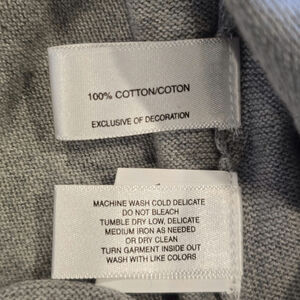 100% COTTON/COTON
EXCLUSIVE OF DECORATION
MACHINE WASH COLD DELICATE
DO NOT BLEACH
TUMBLE DRY LOW, DELICATE
MEDIUM IRON AS NEEDED
OR DRY CLEAN
TURN GARMENT INSIDE OUT
WASH WITH LIKE COLORS